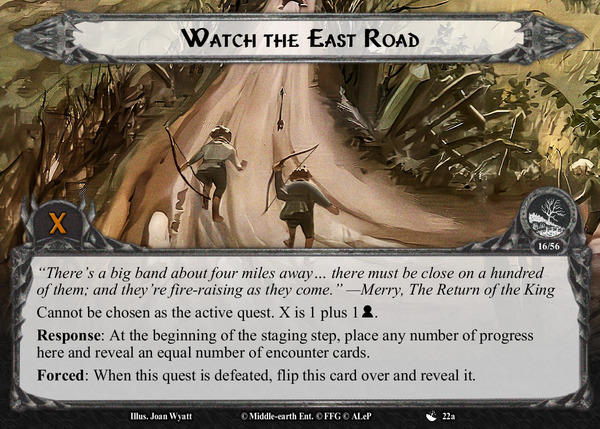 WATCH THE EAST ROAD
X
16/56
“There’s a big band about four miles away… there must be close on a hundred
of them; and they’re fire-raising as they come.” —Merry, The Return of the King
Cannot be chosen as the active quest. X is 1 plus 1.
Response: At the beginning of the staging step, place any number of progress
here and reveal an equal number of encounter cards.
Forced: When this quest is defeated, flip this card over and reveal it.
Illus. Joan Wyatt © Middle-earth Ent. © FFG © ALeP 22a